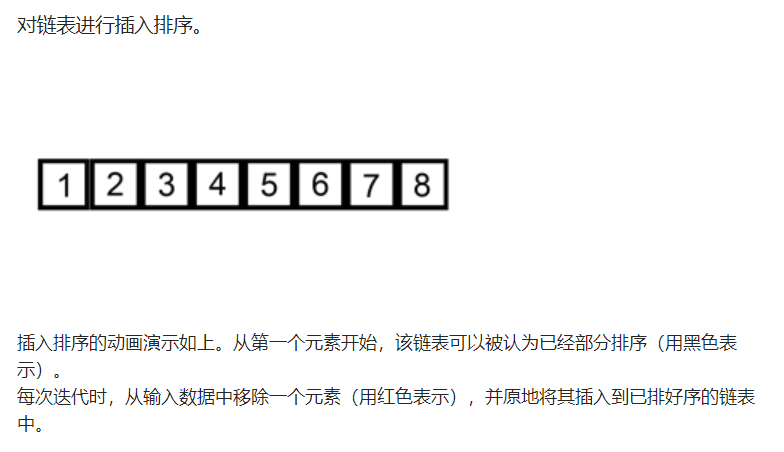 对链表进行插入排序。
1 2 3 4 5 6 7 8
插入排序的动画演示如上。从第一个元素开始，该链表可以被认为已经部分排序（用黑色表
示）。
每次迭代时，从输入数据中移除一个元素（用红色表示），并原地将其插入到已排好序的链表
中。